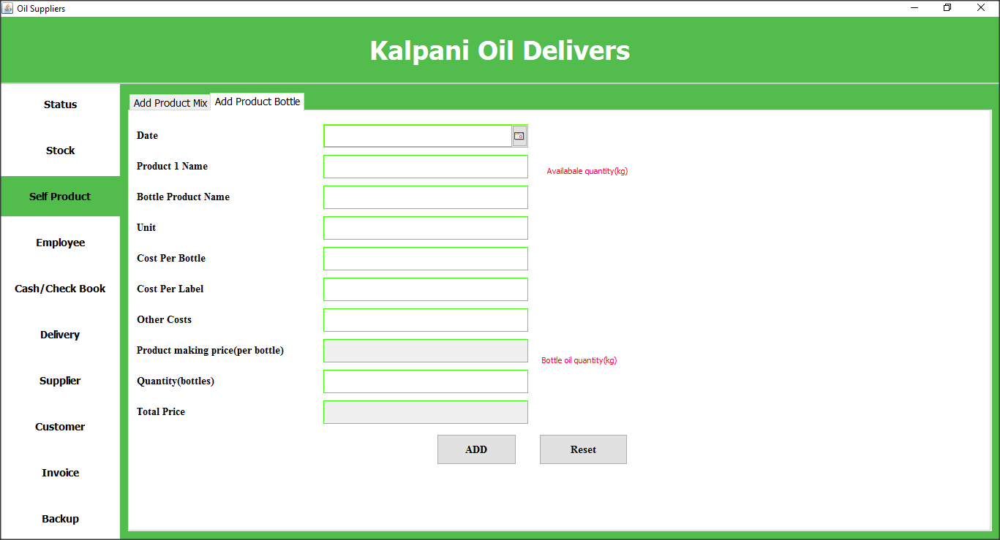 Oil Suppliers
Kalpani Oil Delivers
Status
Stock
Self Product
Employee
Cash/Check Book
Delivery
Supplier
Customer
Invoice
Backup
Add Product Mix
Add Product Bottle
Date
Product 1 Name
Availabale quantity(kg)
Bottle Product Name
Unit
Cost Per Bottle
Cost Per Label
Other Costs
Product making price(per bottle)
Bottle oil quantity(kg)
Quantity(bottles)
Total Price
ADD
Reset